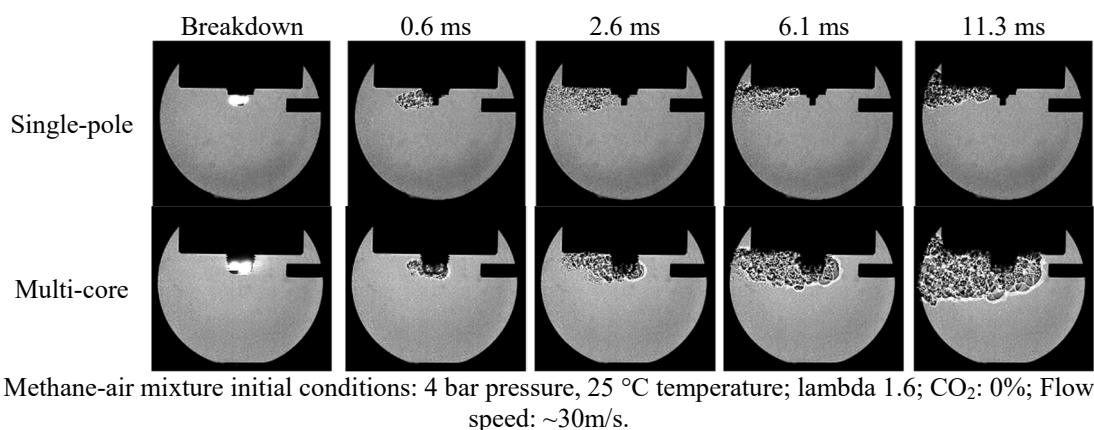 Breakdown 0.6 ms 2.6 ms 6.1 ms 11.3 ms
Single-pole
Multi-core
Methane-air mixture initial conditions: 4 bar pressure, 25 °C temperature; lambda 1.6; CO₂: 0%; Flow
speed: ~30m/s.